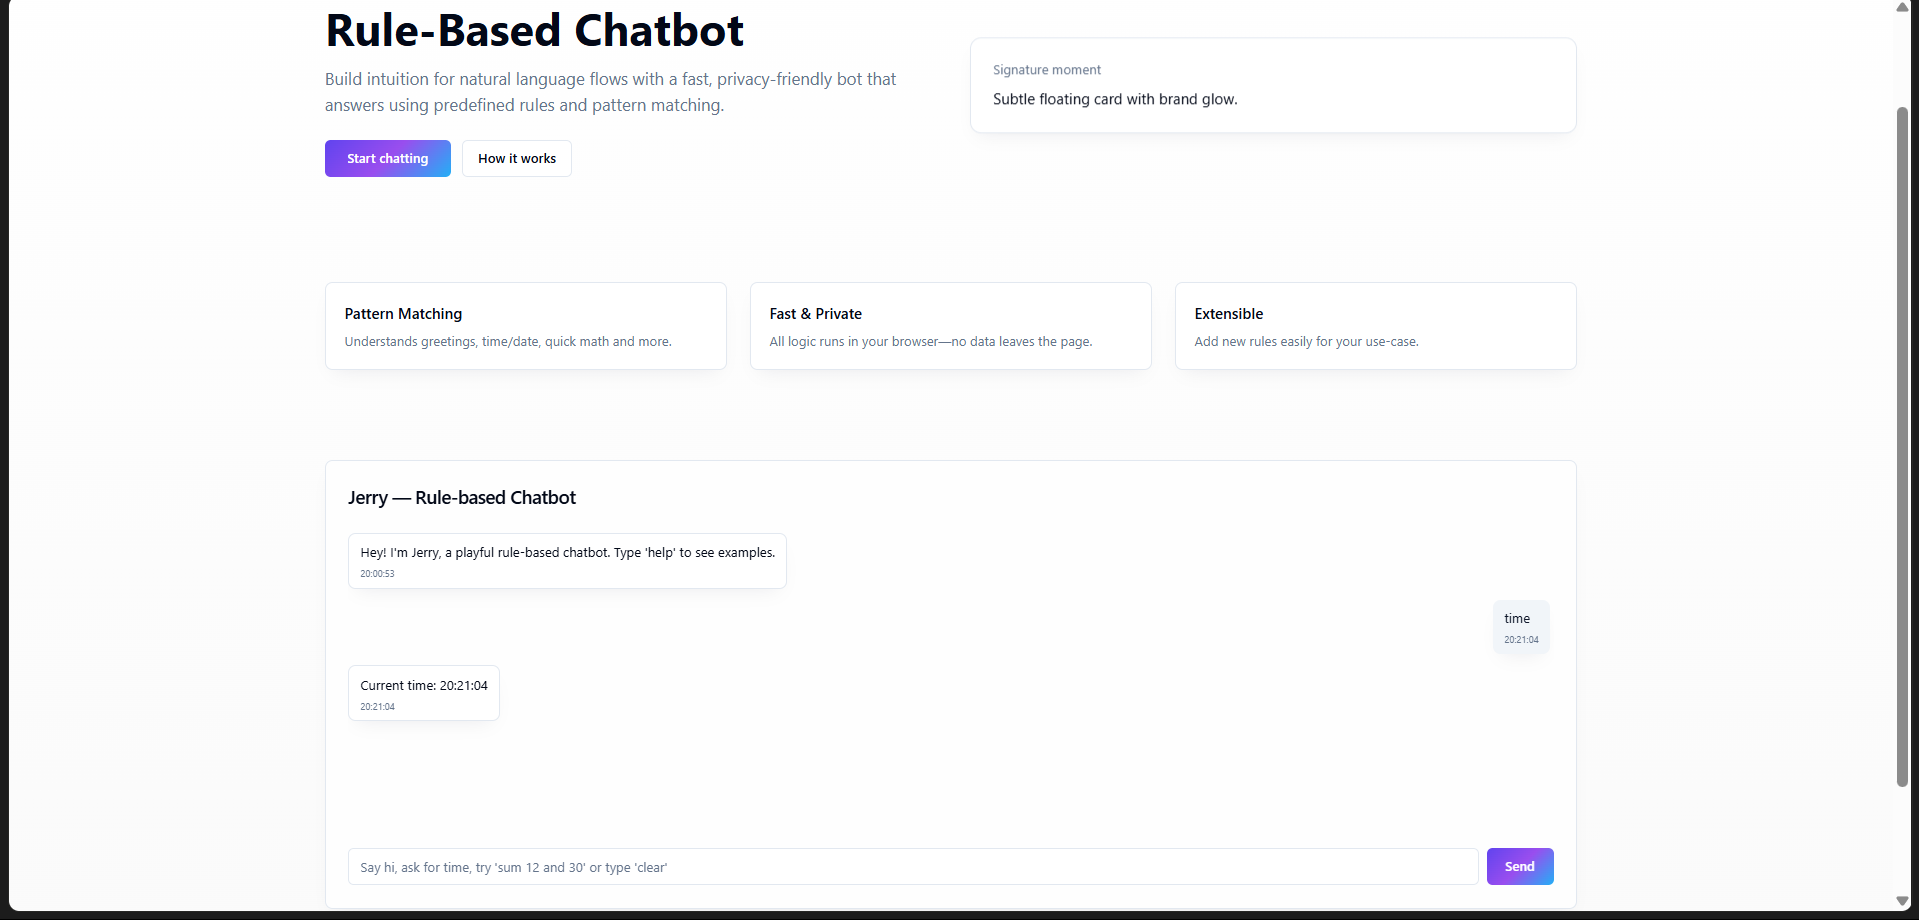 Rule-Based Chatbot
Build intuition for natural language flows with a fast, privacy-friendly bot that
answers using predefined rules and pattern matching.
Start chatting
How it works
Signature moment
Subtle floating card with brand glow.
Pattern Matching
Understands greetings, time/date, quick math and more.
Fast & Private
All logic runs in your browser—no data leaves the page.
Extensible
Add new rules easily for your use-case.
Jerry — Rule-based Chatbot
Hey! I'm Jerry, a playful rule-based chatbot. Type 'help' to see examples.
20:00:53
time
20:21:04
Current time: 20:21:04
20:21:04
Say hi, ask for time, try 'sum 12 and 30' or type 'clear'
Send